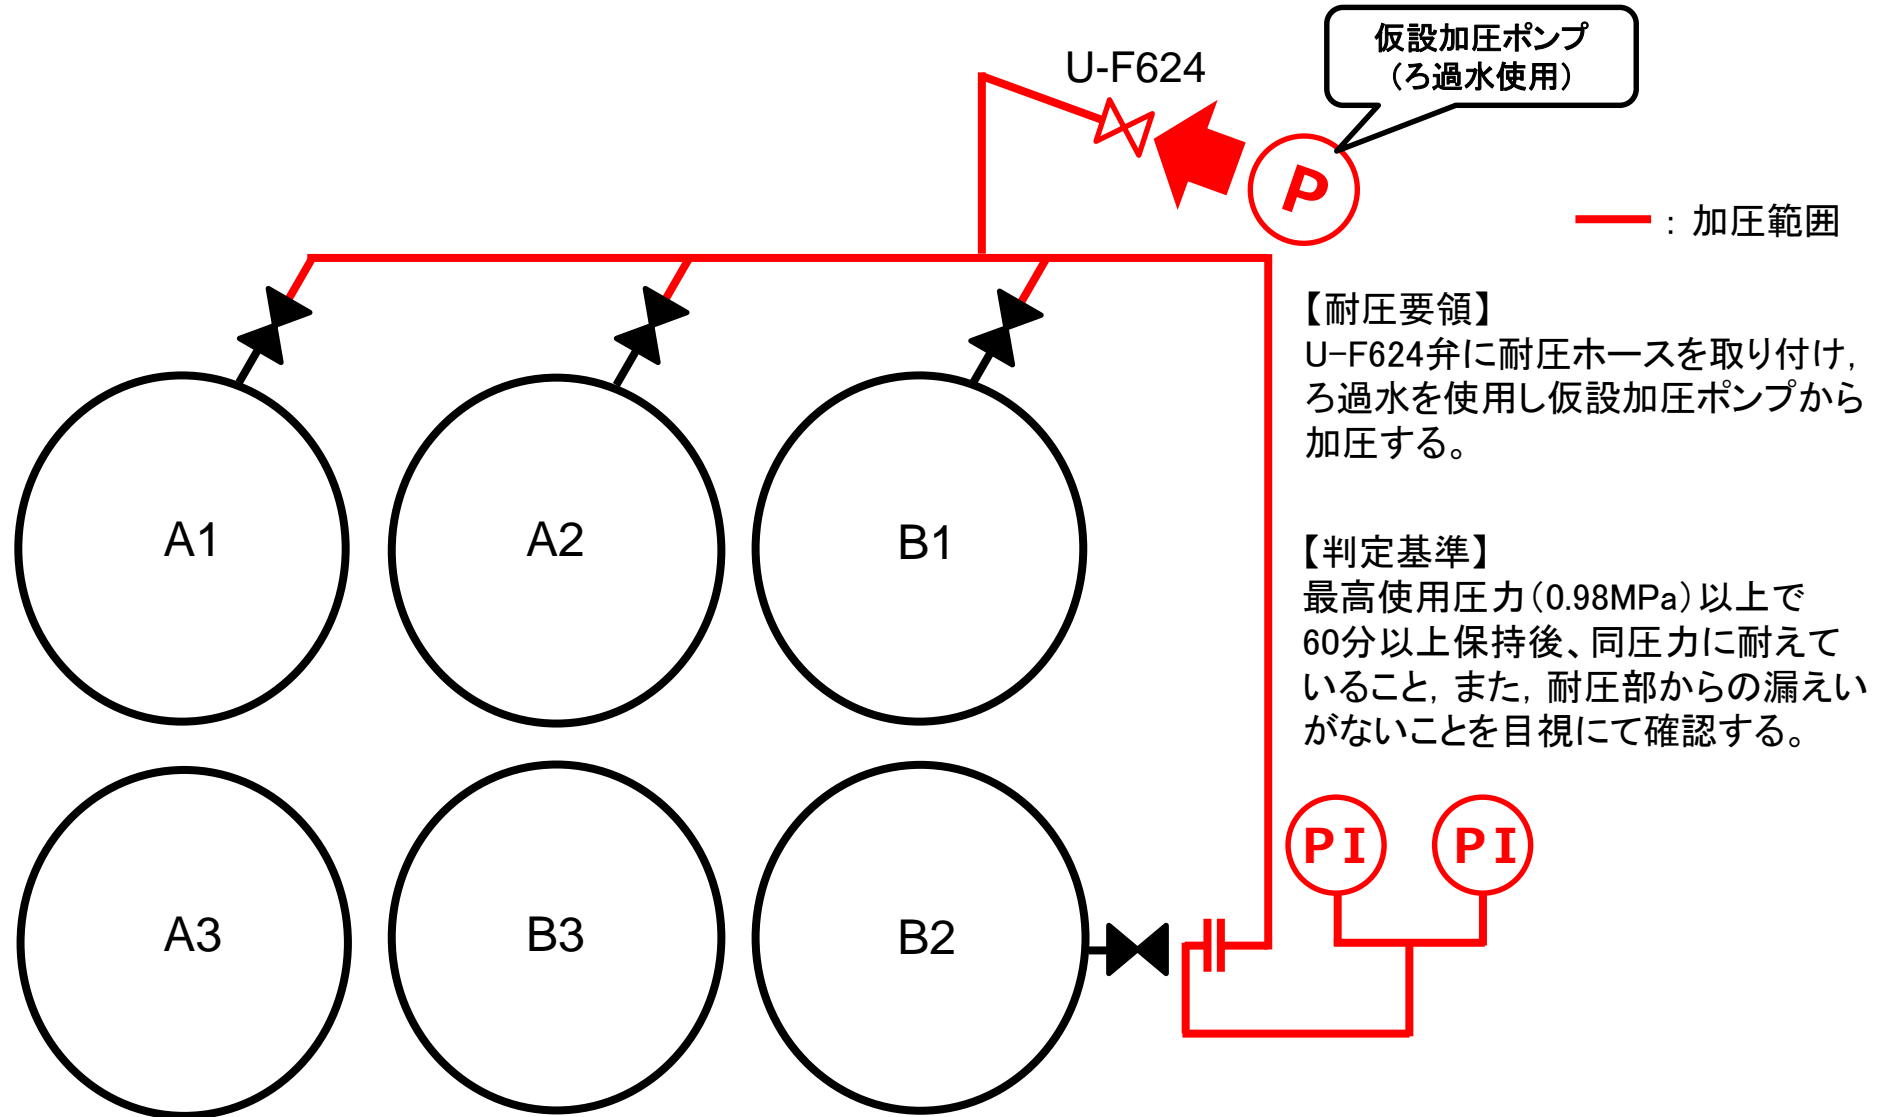 仮設加圧ポンプ
（ろ過水使用）
U-F624
P
：加圧範囲
【耐圧要領】
U-F624弁に耐圧ホースを取り付け，
ろ過水を使用し仮設加圧ポンプから
加圧する。
【判定基準】
最高使用圧力（0.98MPa）以上で
60分以上保持後、同圧力に耐えて
いること，また，耐圧部からの漏えい
がないことを目視にて確認する。
A1
A2
B1
PI
PI
A3
B3
B2